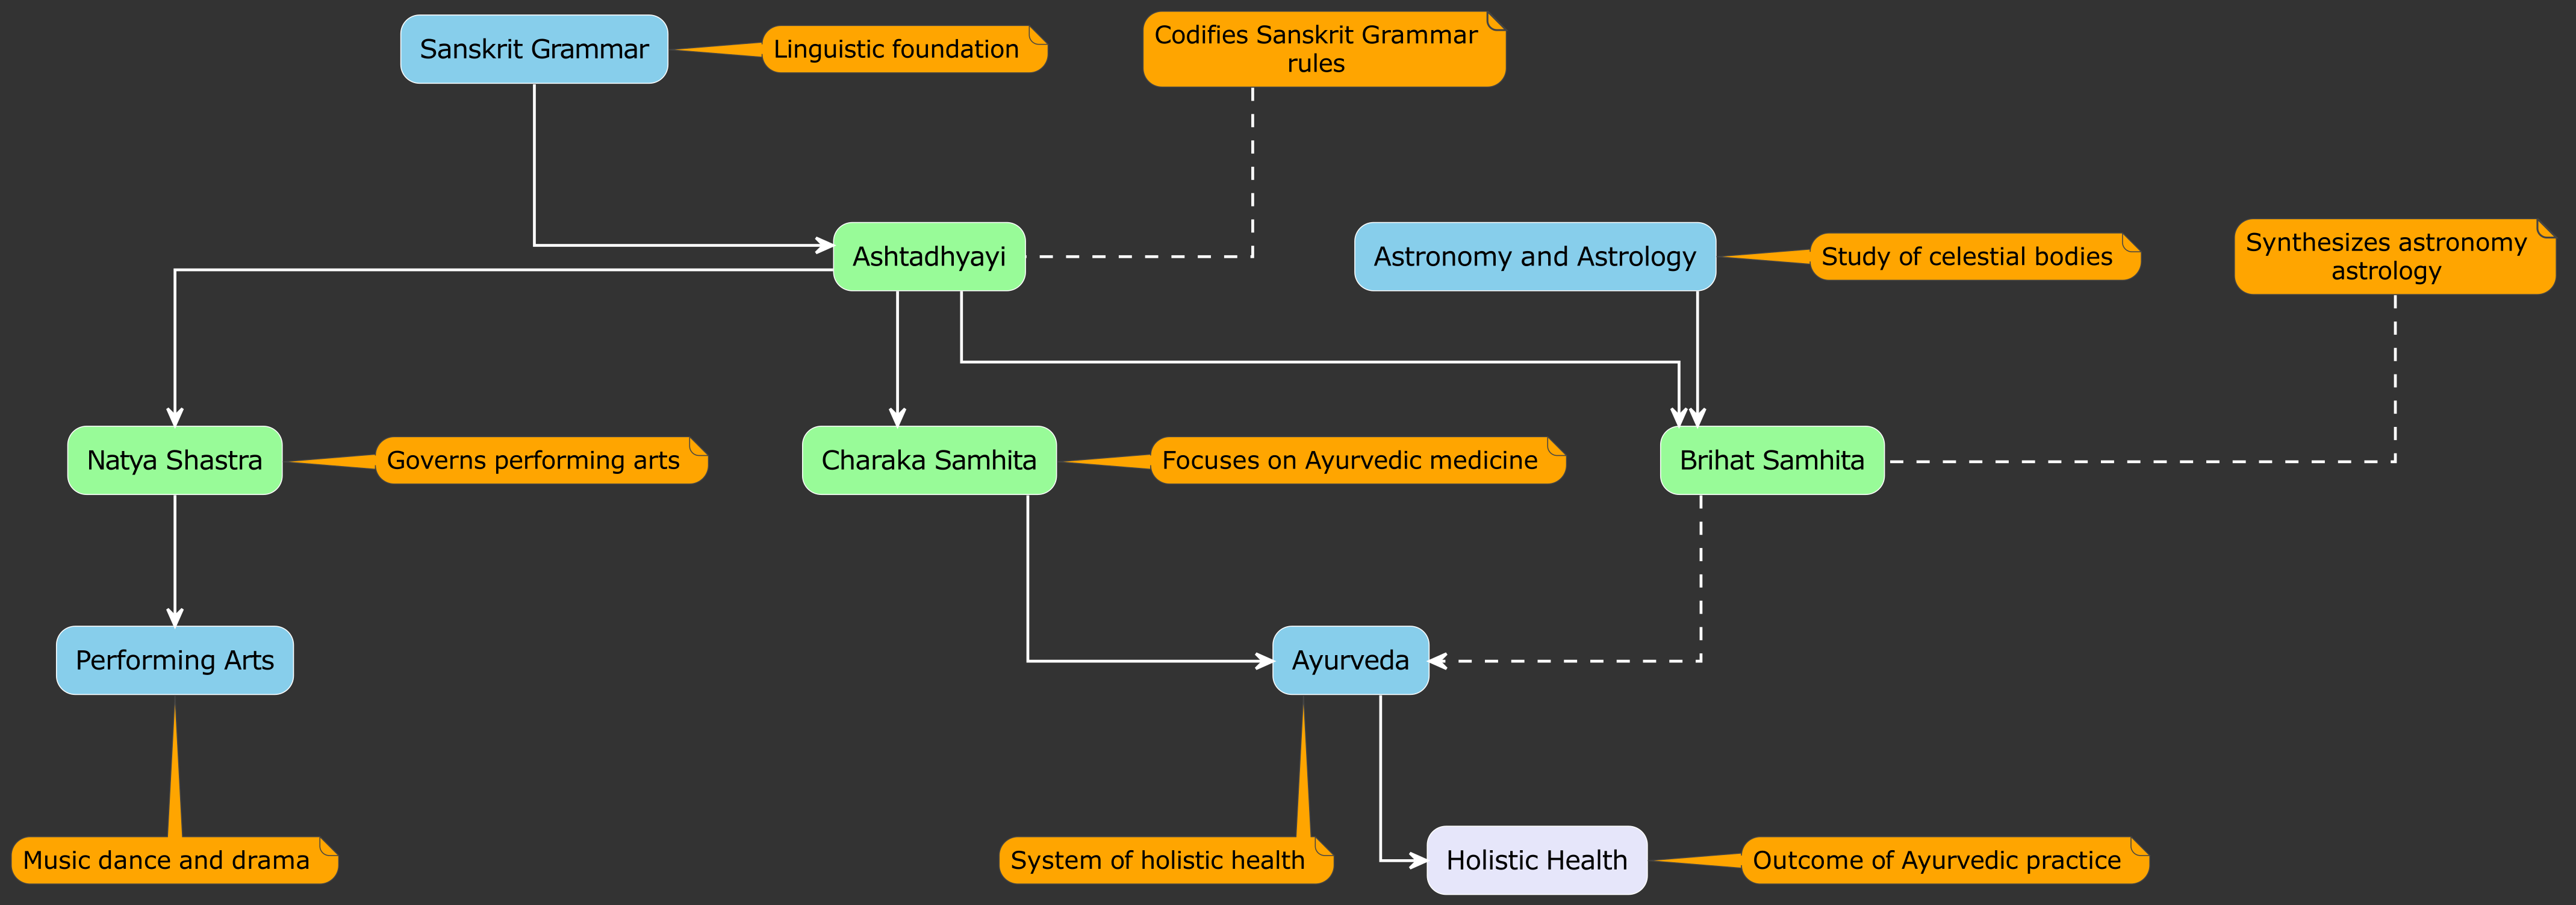 Sanskrit Grammar
Linguistic foundation
Codifies Sanskrit Grammar
rules
Ashtadhyayi
Astronomy and Astrology
Study of celestial bodies
Synthesizes astronomy
astrology
Natya Shastra
Governs performing arts
Charaka Samhita
Focuses on Ayurvedic medicine
Brihat Samhita
Performing Arts
Ayurveda
Music dance and drama
System of holistic health
Holistic Health
Outcome of Ayurvedic practice